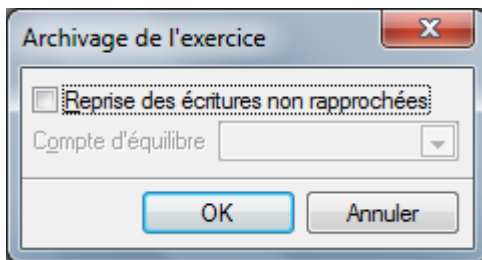 Archivage de l'exercice
Reprise des écritures non rapprochées
Compte d'équilibre
OK Annuler